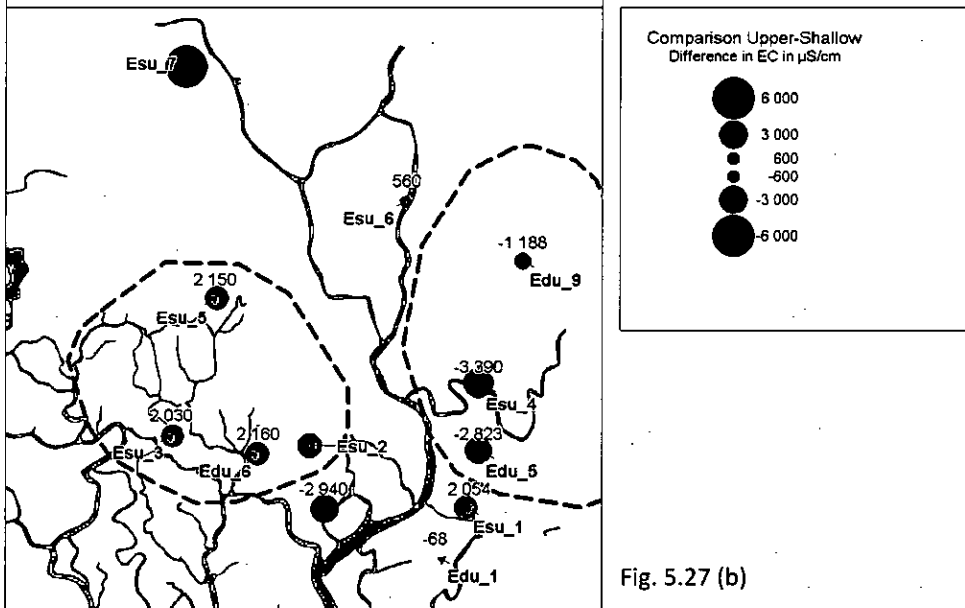 Esu_7
560
Esu_6
-1 188
Edu_9
2 150
Esu_5
-3 390
Esu_4
2 030
Esu_3
2 160
Edu_6
Esu_2
-2 823
Edu_5
-2 940
2 054
Esu_1
-68
Edu_1
Comparison Upper-Shallow
Difference in EC in µS/cm
6 000
3 000
600
-600
-3 000
-6 000
Fig. 5.27 (b)